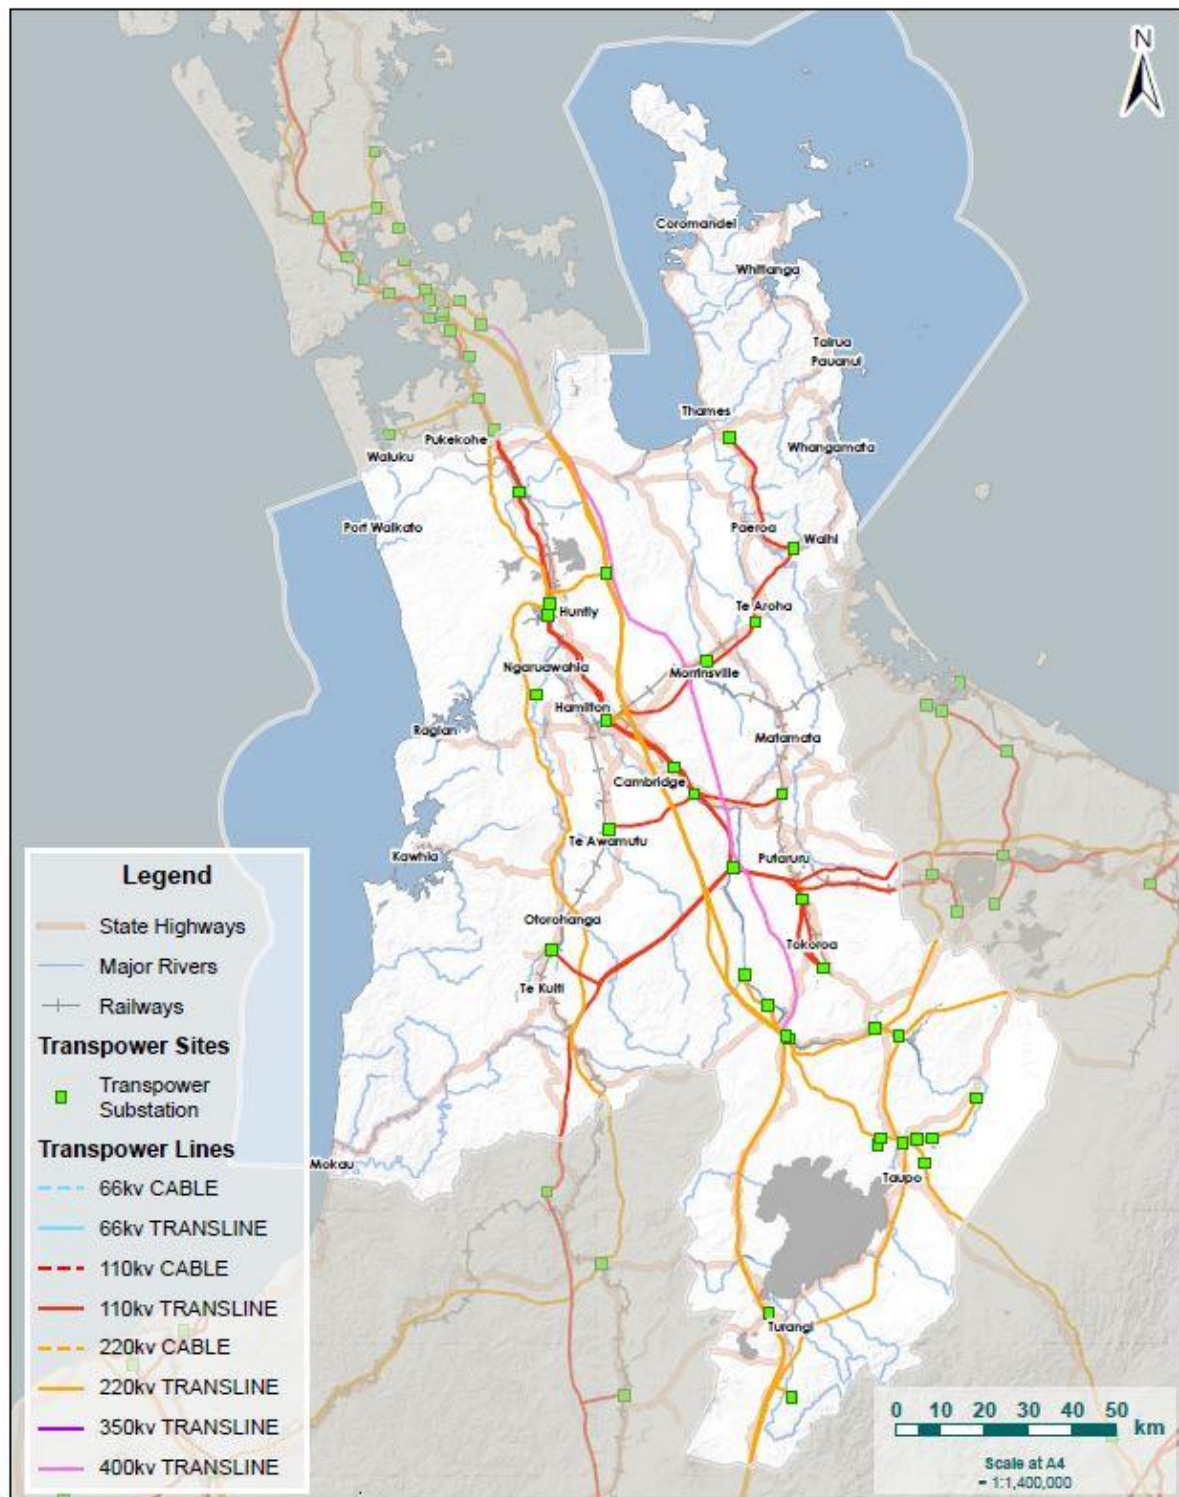 N
Coromandel
Whitianga
Tairua
Pauanui
Thames
Pukekohe
Whangamata
Waiuku
Port Waikato
Paeroa
Waihi
Te Aroha
Huntly
Ngaruawahia
Morrinsville
Hamilton
Raglan
Matamata
Cambridge
Te Awamutu
Kawhia
Putaruru
Otorohanga
Tokoroa
Te Kuiti
Mokau
Taupo
Turangi
Legend
State Highways
Major Rivers
Railways
Transpower Sites
Transpower
Substation
Transpower Lines
66kv CABLE
66kv TRANSLINE
110kv CABLE
110kv TRANSLINE
220kv CABLE
220kv TRANSLINE
350kv TRANSLINE
400kv TRANSLINE
0 10 20 30 40 50
km
Scale at A4
= 1:1,400,000